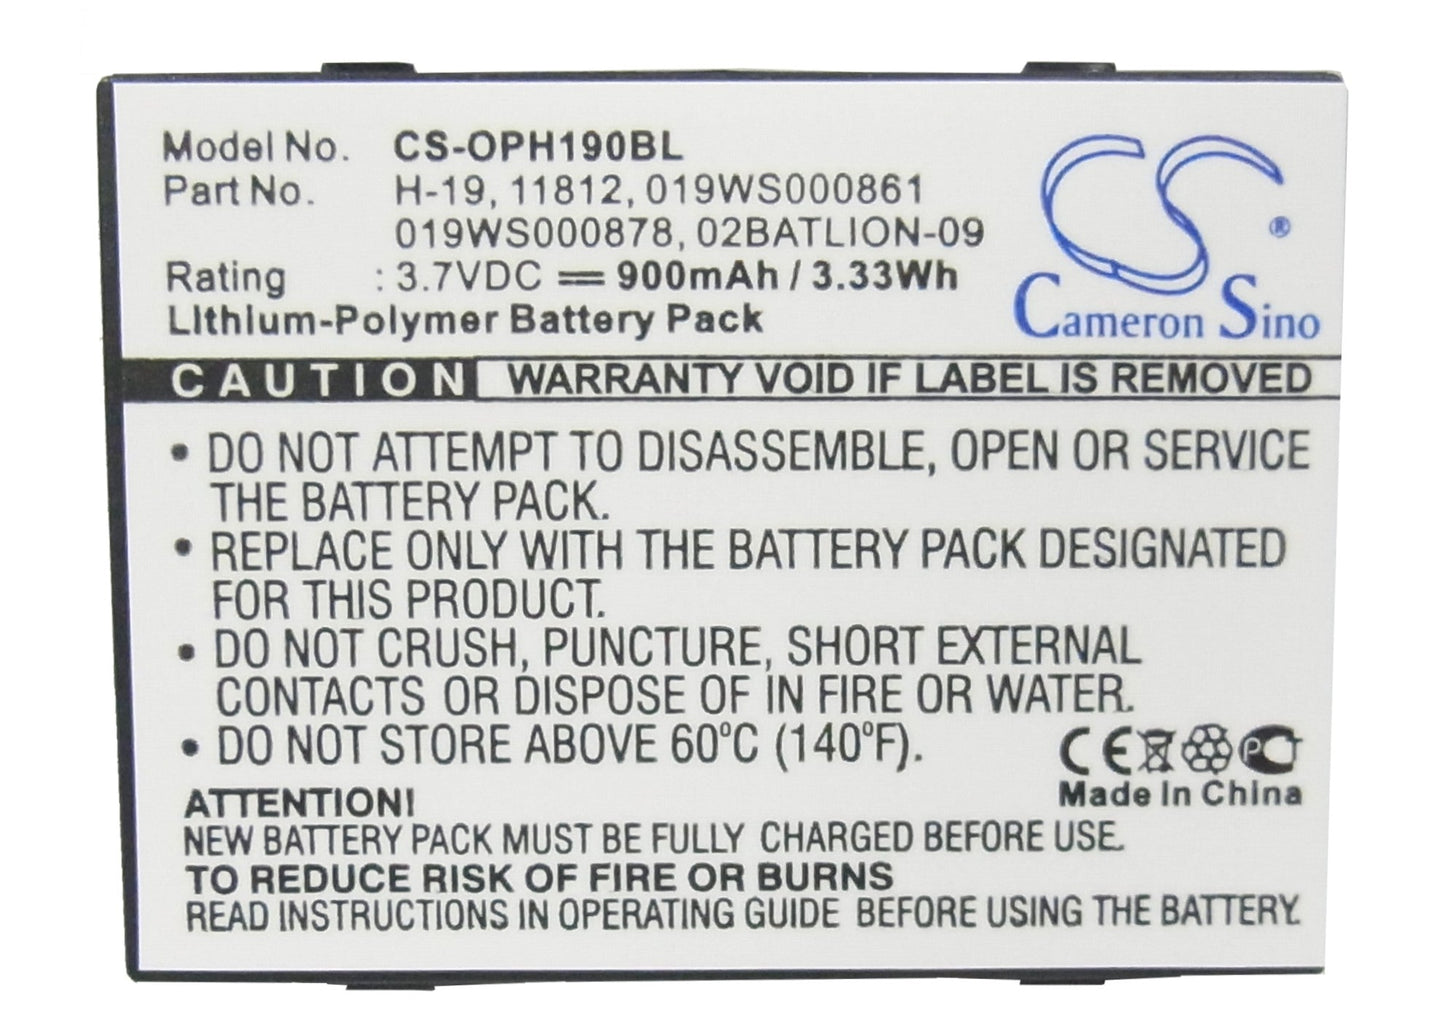 Model No. CS-OPH190BL
Part No. H-19, 11812, 019WS000861
019WS000878, 02BATLION-09
Rating : 3.7VDC ⎓ 900mAh / 3.33Wh
Lithium-Polymer Battery Pack
CS®
Cameron Sino
CAUTION WARRANTY VOID IF LABEL IS REMOVED
• DO NOT ATTEMPT TO DISASSEMBLE, OPEN OR SERVICE
THE BATTERY PACK.
• REPLACE ONLY WITH THE BATTERY PACK DESIGNATED
FOR THIS PRODUCT.
• DO NOT CRUSH, PUNCTURE, SHORT EXTERNAL
CONTACTS OR DISPOSE OF IN FIRE OR WATER.
• DO NOT STORE ABOVE 60°C (140°F).
CE PC
Made In China
ATTENTION!
NEW BATTERY PACK MUST BE FULLY CHARGED BEFORE USE.
TO REDUCE RISK OF FIRE OR BURNS
READ INSTRUCTIONS IN OPERATING GUIDE BEFORE USING THE BATTERY.